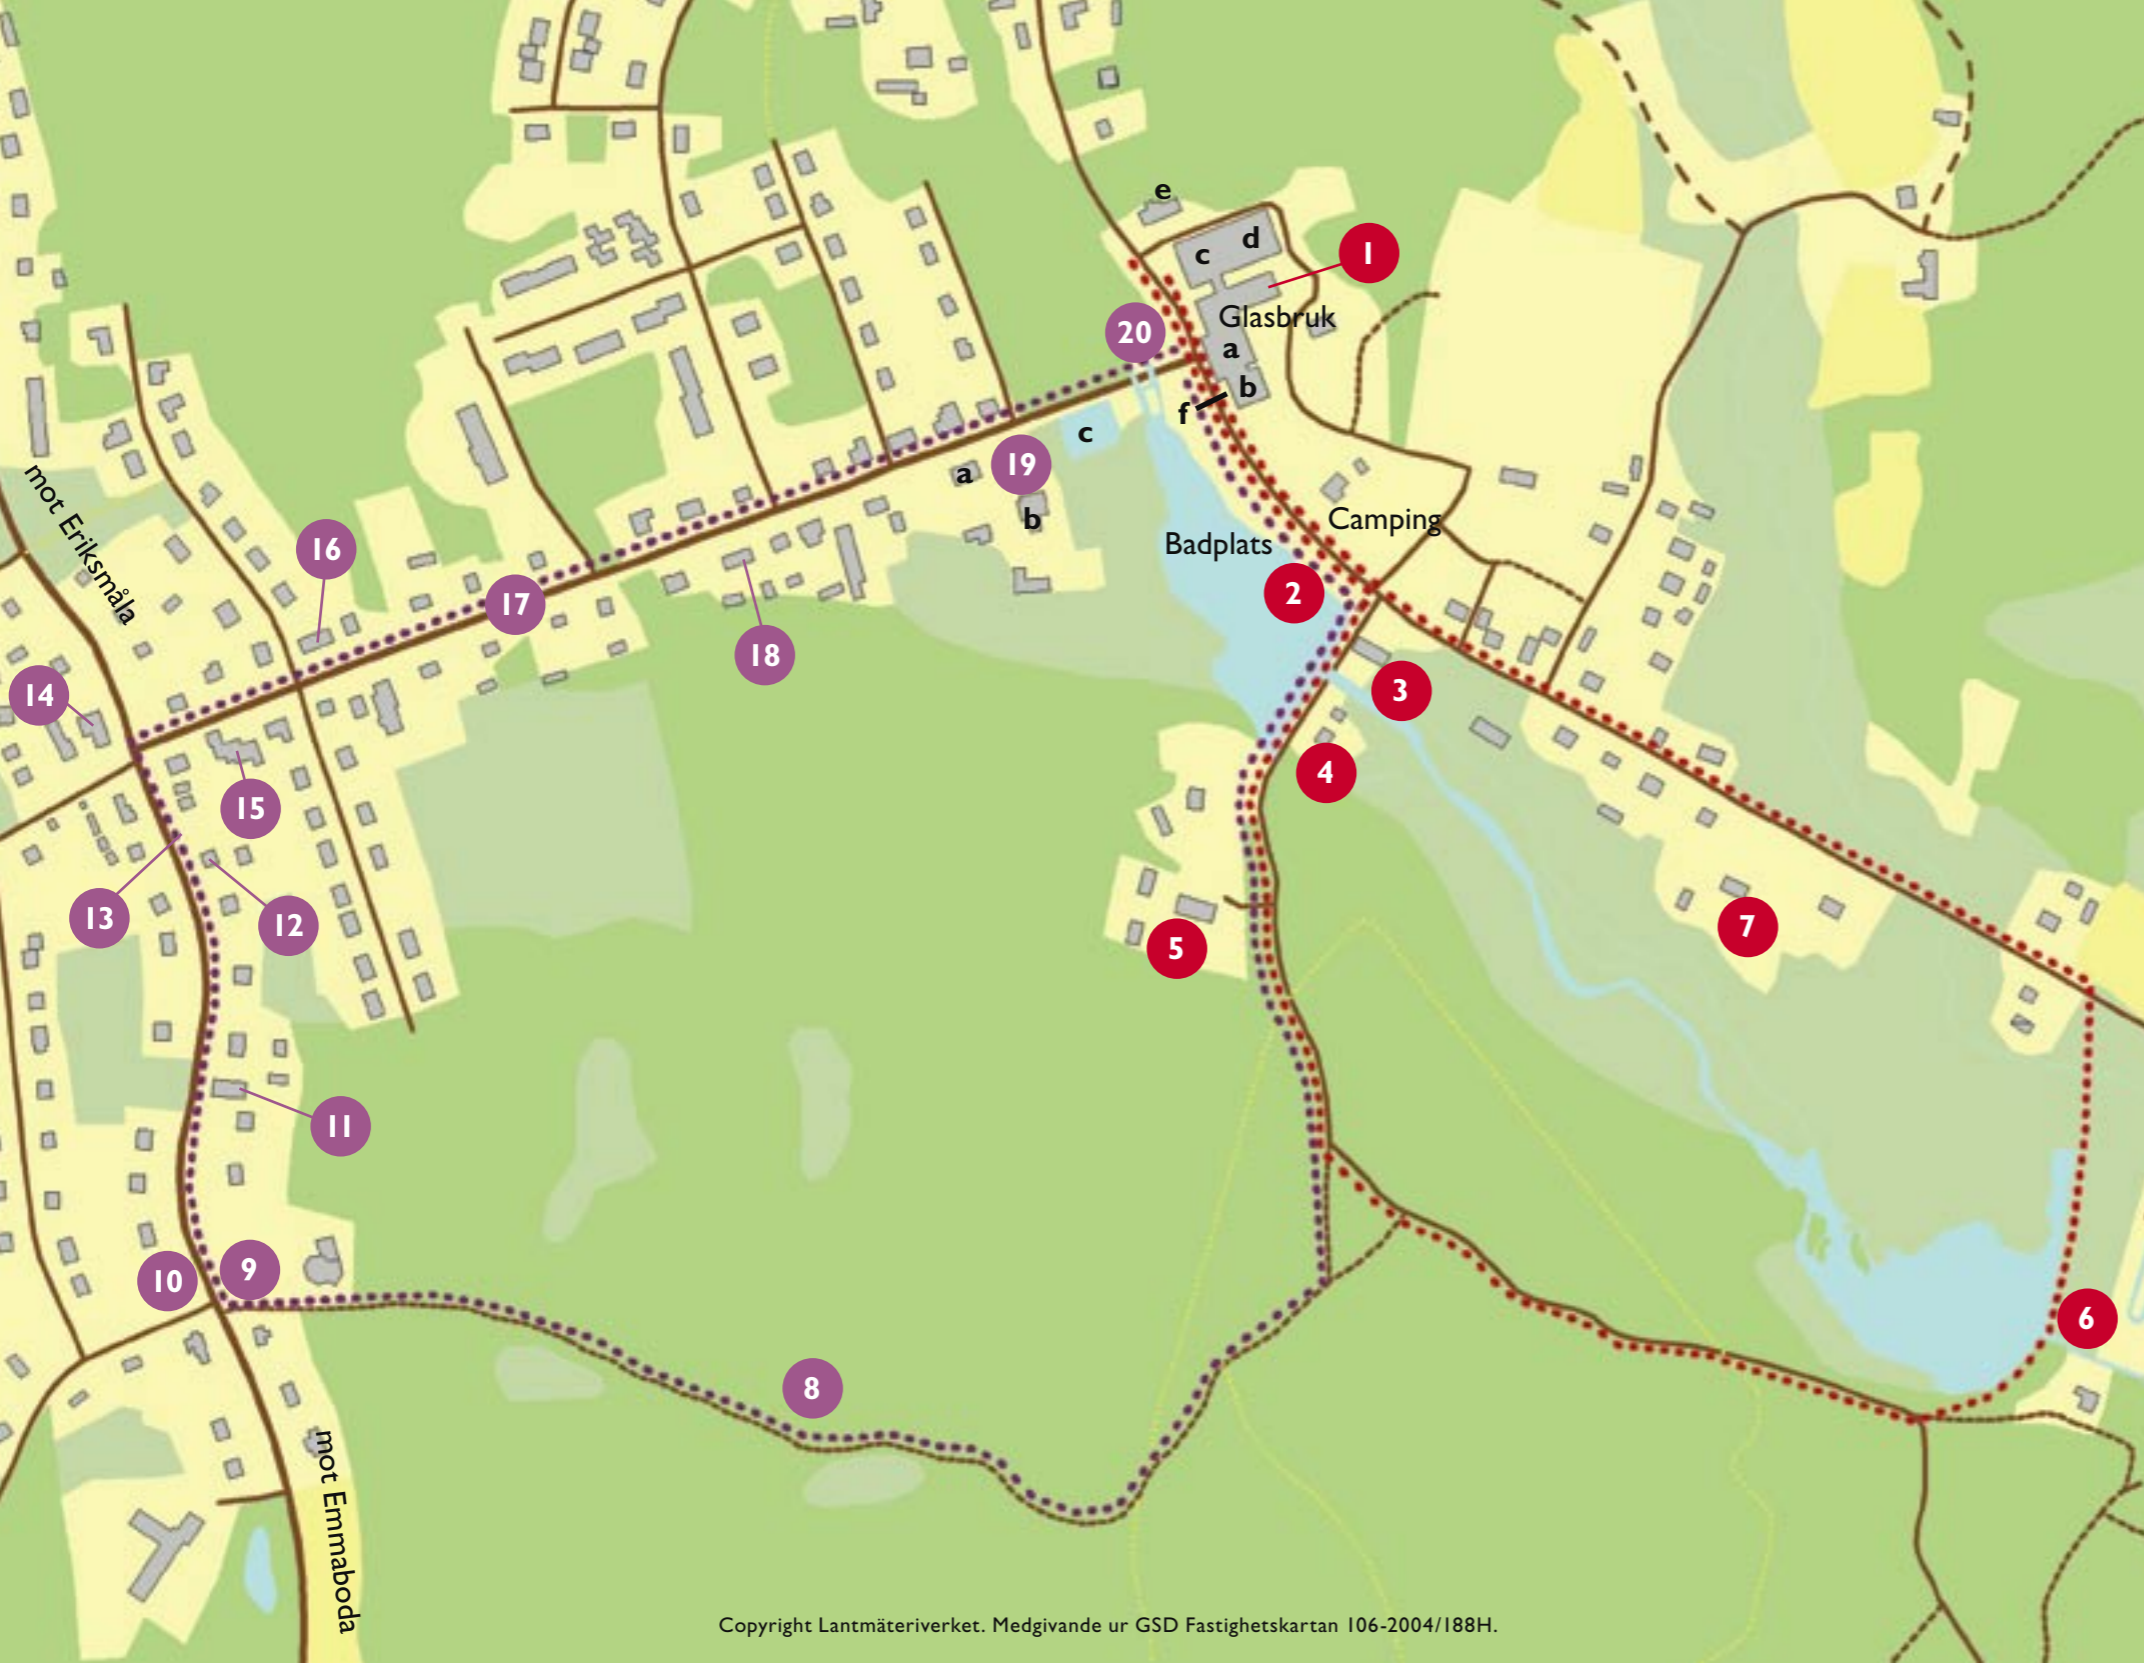 e
d
c
1
Glasbruk
20
a
b
f
c
19
a
b
mot Eriksmåla
Camping
Badplats
16
17
2
18
3
14
4
15
13
12
5
7
11
10
9
6
8
mot Emmaboda
Copyright Lantmäteriverket. Medgivande ur GSD Fastighetskartan 106-2004/188H.